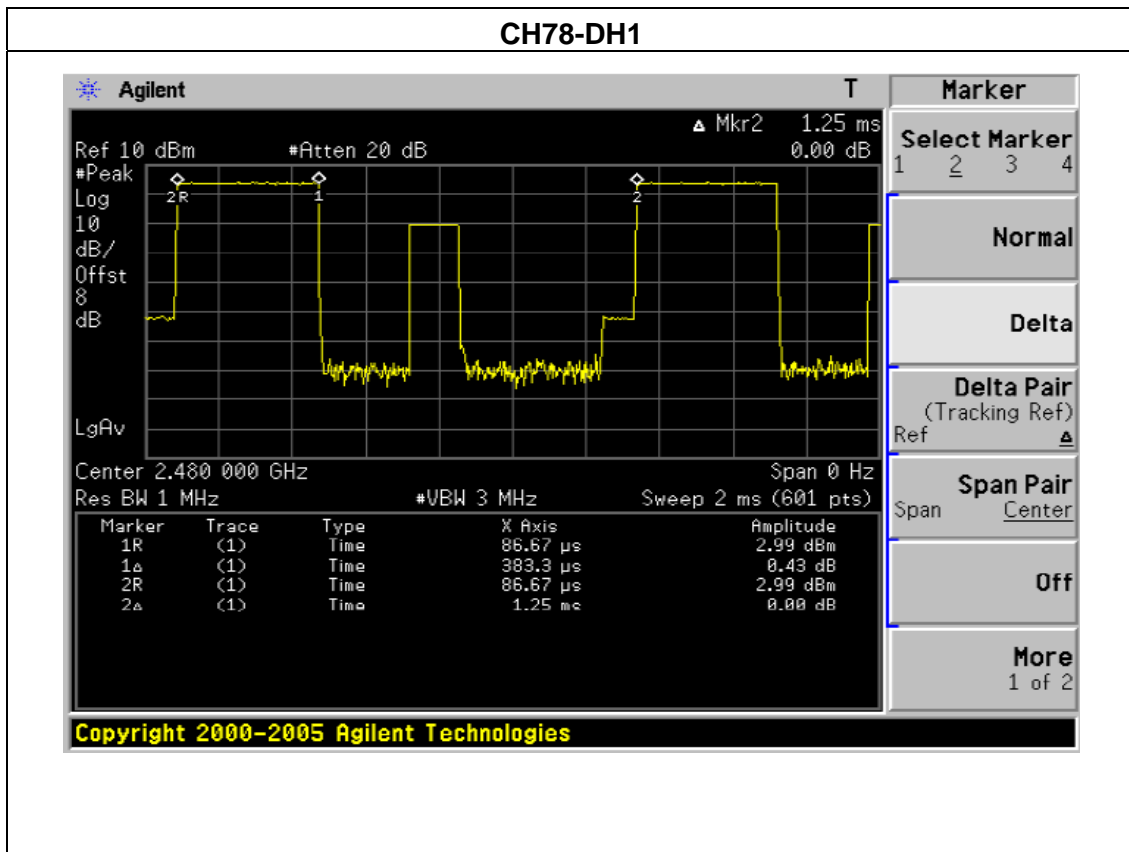 CH78-DH1
Agilent T
Δ Mkr2 1.25 ms
Ref 10 dBm #Atten 20 dB 0.00 dB
#Peak
Log
10
dB/
Offst
8
dB
LgAv
2R
1
2
Center 2.480 000 GHz Span 0 Hz
Res BW 1 MHz #VBW 3 MHz Sweep 2 ms (601 pts)
Marker Trace Type X Axis Amplitude
1R (1) Time 86.67 µs 2.99 dBm
1Δ (1) Time 383.3 µs 0.43 dB
2R (1) Time 86.67 µs 2.99 dBm
2Δ (1) Time 1.25 ms 0.00 dB
Marker
Select Marker
1 2 3 4
Normal
Delta
Delta Pair
(Tracking Ref)
Ref Δ
Span Pair
Span Center
Off
More
1 of 2
Copyright 2000-2005 Agilent Technologies